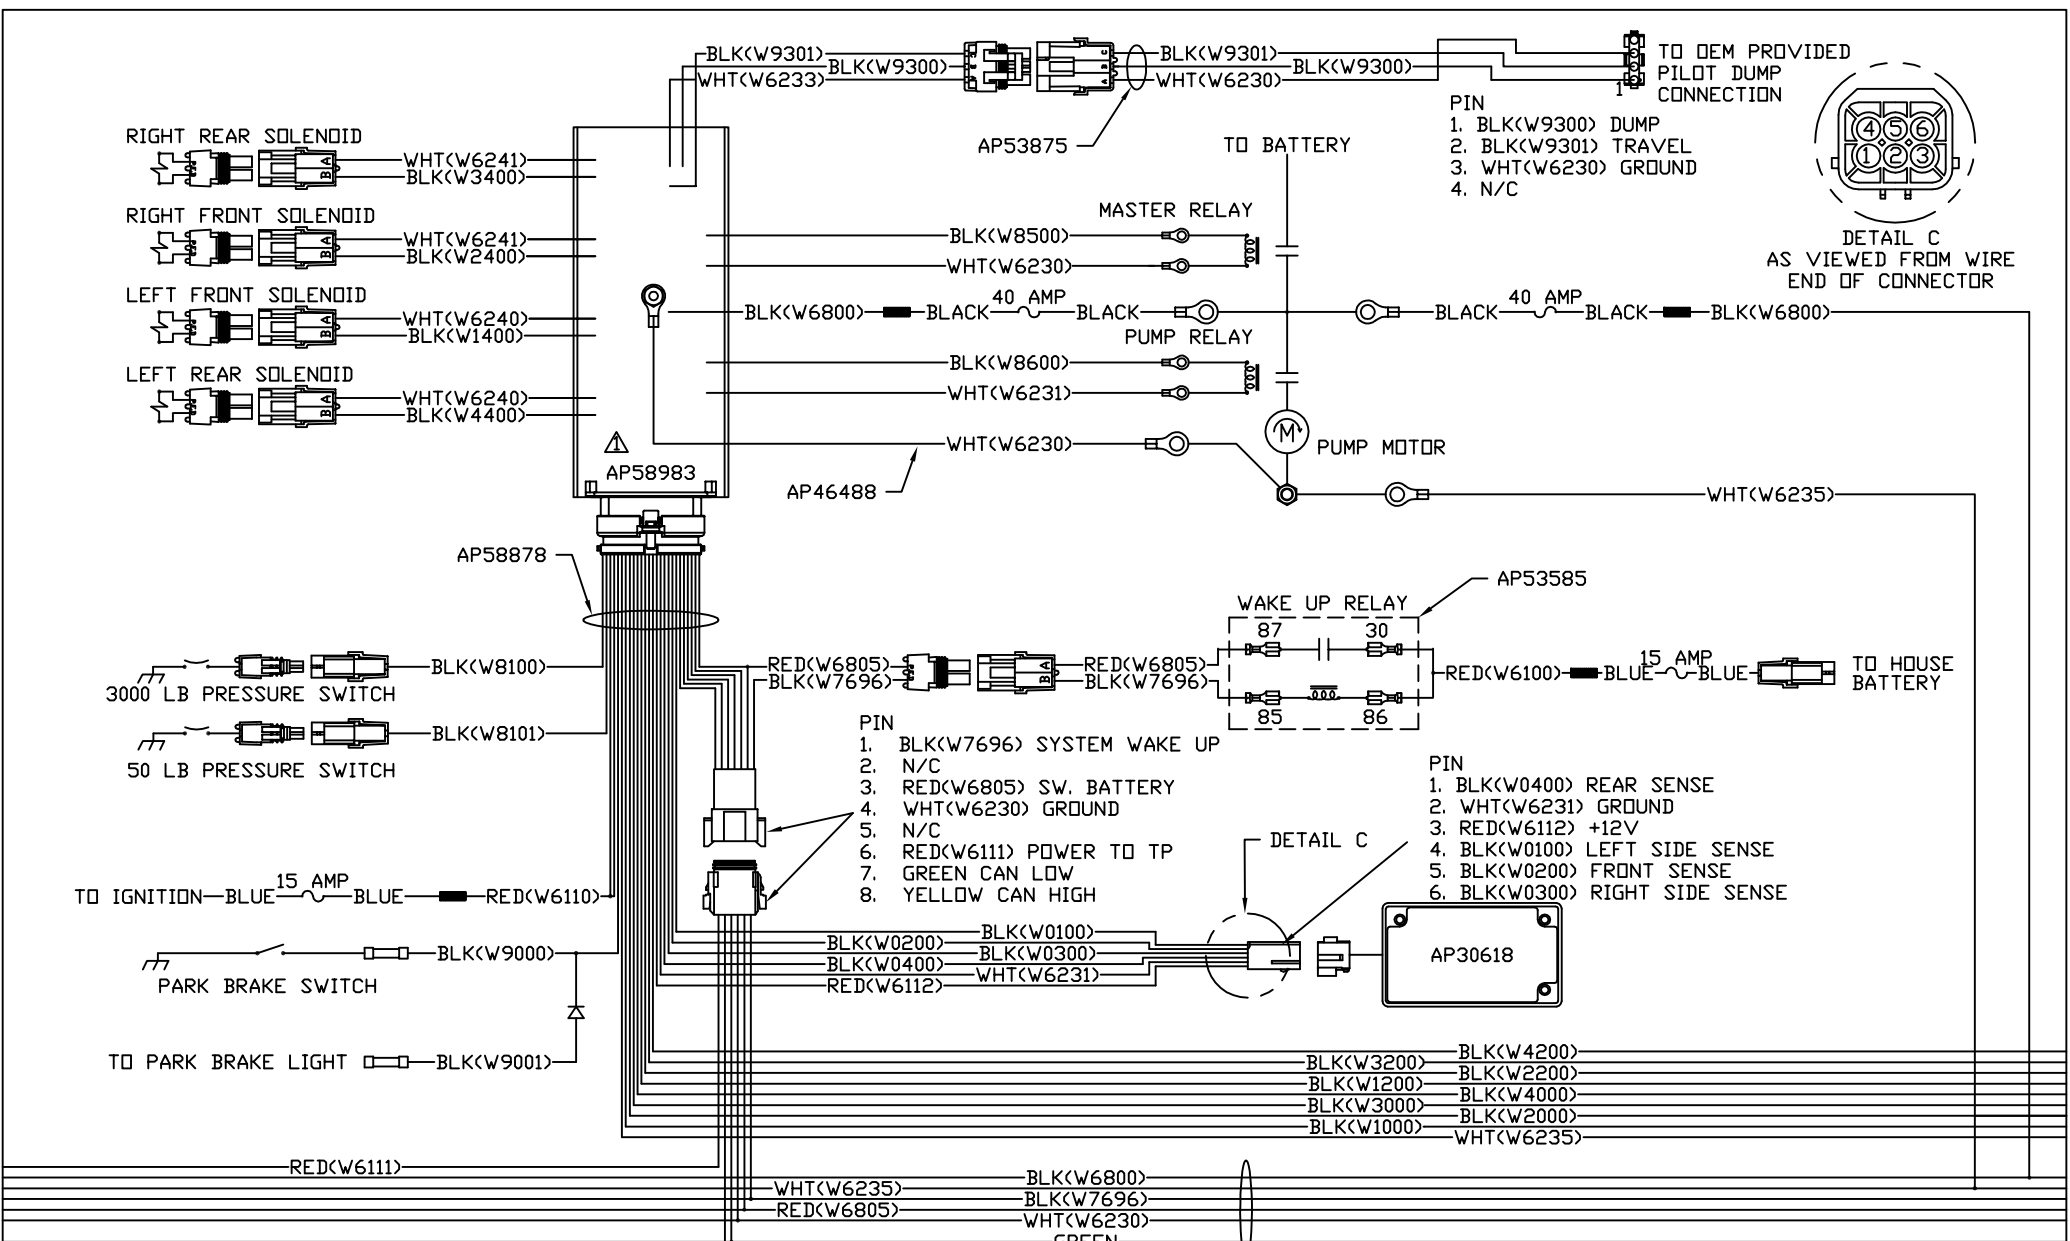 BLK(W9301)
BLK(W9300)
WHT(W6233)
C
B
A
BLK(W9301)
BLK(W9300)
WHT(W6230)
1
TO OEM PROVIDED
PILOT DUMP
CONNECTION
AP53875
PIN
1. BLK(W9300) DUMP
2. BLK(W9301) TRAVEL
3. WHT(W6230) GROUND
4. N/C
4 5 6
1 2 3
DETAIL C
AS VIEWED FROM WIRE
END OF CONNECTOR
RIGHT REAR SOLENOID
A
B
WHT(W6241)
BLK(W3400)
RIGHT FRONT SOLENOID
A
B
WHT(W6241)
BLK(W2400)
LEFT FRONT SOLENOID
A
B
WHT(W6240)
BLK(W1400)
LEFT REAR SOLENOID
A
B
WHT(W6240)
BLK(W4400)
TO BATTERY
MASTER RELAY
BLK(W8500)
WHT(W6230)
BLK(W6800)
BLACK
40 AMP
BLACK
BLACK
40 AMP
BLACK
BLK(W6800)
PUMP RELAY
BLK(W8600)
WHT(W6231)
M
PUMP MOTOR
WHT(W6230)
AP46488
WHT(W6235)
1
AP58983
AP58878
BLK(W8100)
3000 LB PRESSURE SWITCH
BLK(W8101)
50 LB PRESSURE SWITCH
RED(W6805)
BLK(W7696)
A
B
RED(W6805)
BLK(W7696)
AP53585
WAKE UP RELAY
87
30
85
86
RED(W6100)
BLUE
15 AMP
BLUE
TO HOUSE
BATTERY
PIN
1. BLK(W7696) SYSTEM WAKE UP
2. N/C
3. RED(W6805) SW. BATTERY
4. WHT(W6230) GROUND
5. N/C
6. RED(W6111) POWER TO TP
7. GREEN CAN LOW
8. YELLOW CAN HIGH
PIN
1. BLK(W0400) REAR SENSE
2. WHT(W6231) GROUND
3. RED(W6112) +12V
4. BLK(W0100) LEFT SIDE SENSE
5. BLK(W0200) FRONT SENSE
6. BLK(W0300) RIGHT SIDE SENSE
DETAIL C
TO IGNITION
BLUE
15 AMP
BLUE
RED(W6110)
BLK(W9000)
PARK BRAKE SWITCH
TO PARK BRAKE LIGHT
BLK(W9001)
BLK(W0100)
BLK(W0200)
BLK(W0300)
BLK(W0400)
WHT(W6231)
RED(W6112)
AP30618
BLK(W4200)
BLK(W3200)
BLK(W2200)
BLK(W1200)
BLK(W4000)
BLK(W3000)
BLK(W2000)
BLK(W1000)
WHT(W6235)
RED(W6111)
BLK(W6800)
WHT(W6235)
BLK(W7696)
RED(W6805)
WHT(W6230)
GREEN